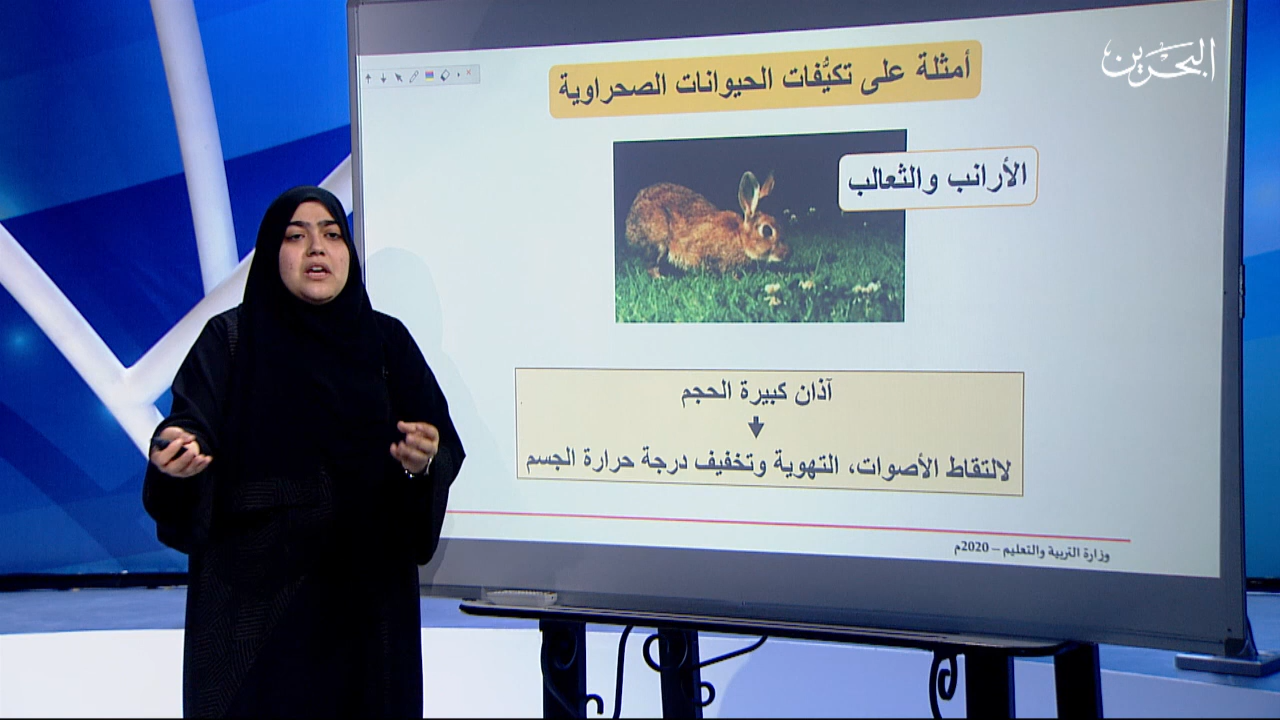 البحرين
أمثلة على تكيُّفات الحيوانات الصحراوية
الأرانب والثعالب
آذان كبيرة الحجم
لالتقاط الأصوات، التهوية وتخفيف درجة حرارة الجسم
وزارة التربية والتعليم – 2020م